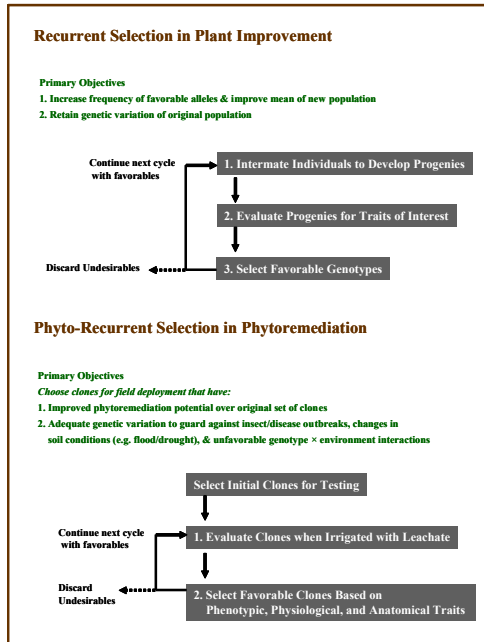 Recurrent Selection in Plant Improvement
Primary Objectives
1. Increase frequency of favorable alleles & improve mean of new population
2. Retain genetic variation of original population
Continue next cycle
with favorables
1. Intermate Individuals to Develop Progenies
2. Evaluate Progenies for Traits of Interest
Discard Undesirables
3. Select Favorable Genotypes
Phyto-Recurrent Selection in Phytoremediation
Primary Objectives
Choose clones for field deployment that have:
1. Improved phytoremediation potential over original set of clones
2. Adequate genetic variation to guard against insect/disease outbreaks, changes in
soil conditions (e.g. flood/drought), & unfavorable genotype × environment interactions
Select Initial Clones for Testing
Continue next cycle
with favorables
1. Evaluate Clones when Irrigated with Leachate
Discard
Undesirables
2. Select Favorable Clones Based on
Phenotypic, Physiological, and Anatomical Traits